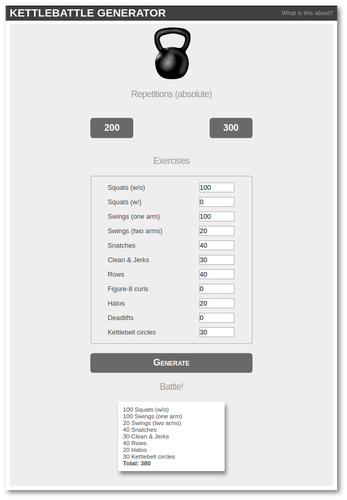 KETTLEBATTLE GENERATOR
What is this about?
Repetitions (absolute)
200 300
Exercises
Squats (w/o) 100
Squats (w/) 0
Swings (one arm) 100
Swings (two arms) 20
Snatches 40
Clean & Jerks 30
Rows 40
Figure-8 curls 0
Halos 20
Deadlifts 0
Kettlebell circles 30
Generate
Battle!
100 Squats (w/o)
100 Swings (one arm)
20 Swings (two arms)
40 Snatches
30 Clean & Jerks
40 Rows
20 Halos
30 Kettlebell circles
Total: 380